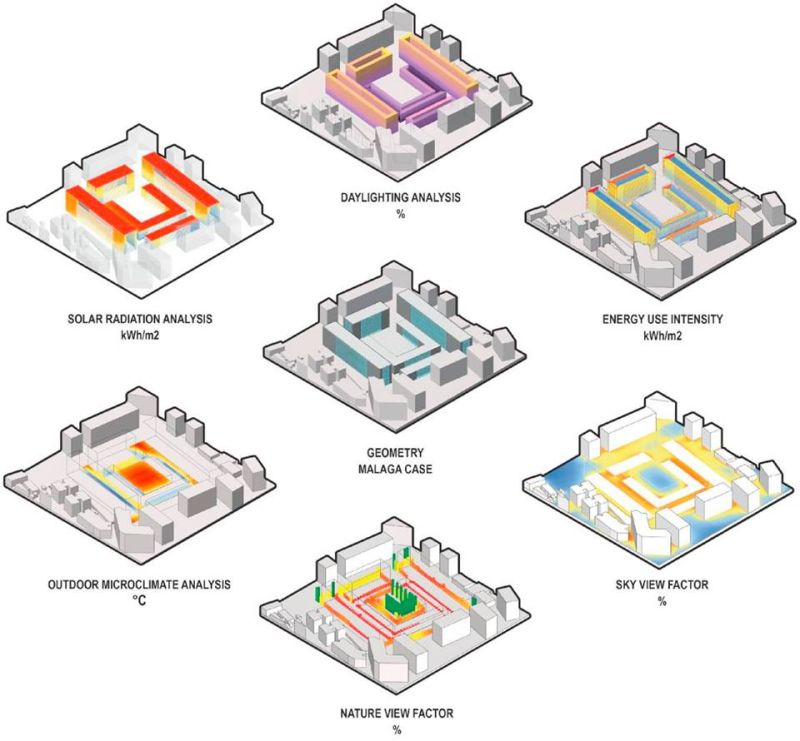 DAYLIGHTING ANALYSIS
%
SOLAR RADIATION ANALYSIS
kWh/m2
ENERGY USE INTENSITY
kWh/m2
GEOMETRY
MALAGA CASE
OUTDOOR MICROCLIMATE ANALYSIS
°C
SKY VIEW FACTOR
%
NATURE VIEW FACTOR
%